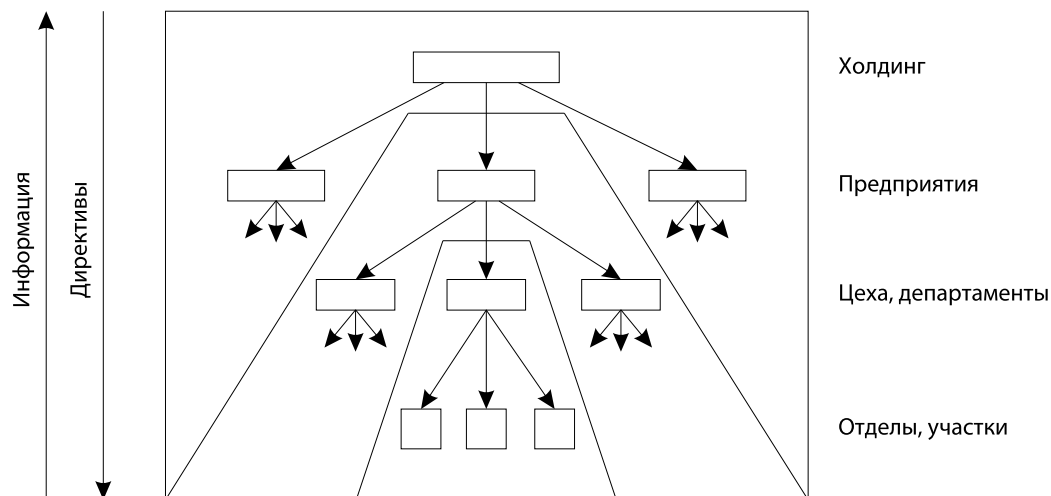 Холдинг
Предприятия
Цеха, департаменты
Отделы, участки
Информация
Директивы